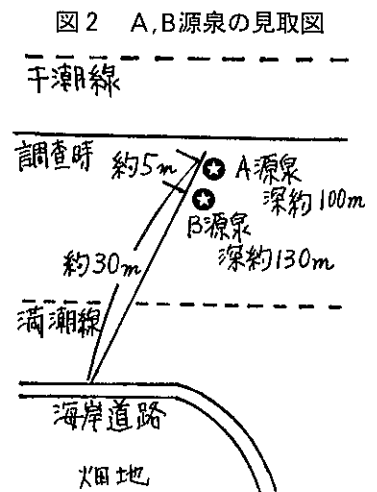 図2 A,B源泉の見取図
干潮線
調査時
約5m
A源泉
深約100m
B源泉
深約130m
約30m
満潮線
海岸道路
畑地